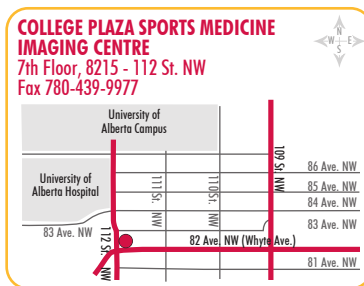 COLLEGE PLAZA SPORTS MEDICINE
IMAGING CENTRE
7th Floor, 8215 - 112 St. NW
Fax 780-439-9977
N
W E
S
University of
Alberta Campus
University of
Alberta Hospital
111 St. NW
110 St. NW
109 St. NW
86 Ave. NW
85 Ave. NW
84 Ave. NW
83 Ave. NW
83 Ave. NW
112 St. NW
82 Ave. NW (Whyte Ave.)
81 Ave. NW